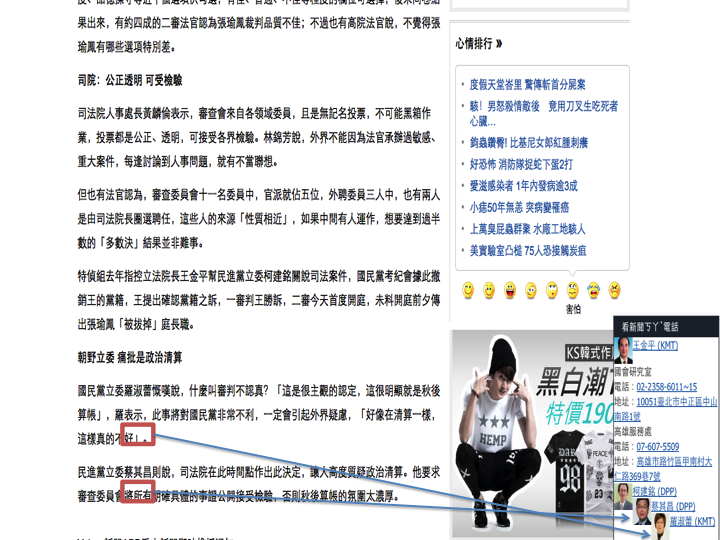 果出來，有約四成的二審法官認為張瑜鳳裁判品質不佳；不過也有高院法官說，不覺得張
瑜鳳有哪些選項特別差。
司院：公正透明 可受檢驗
司法院人事處長黃麟倫表示，審查會來自各領域委員，且是無記名投票，不可能黑箱作
業，投票都是公正、透明，可接受各界檢驗。林錦芳說，外界不能因為法官承辦過敏感、
重大案件，每逢討論到人事問題，就有不當聯想。
但也有法官認為，審查委員會十一名委員中，官派就佔五位，外聘委員三人中，也有兩人
是由司法院長圈選聘任，這些人的來源「性質相近」，如果中間有人運作，想要達到過半
數的「多數決」結果並非難事。
特偵組去年指控立法院長王金平幫民進黨立委柯建銘關說司法案件，國民黨考紀會據此撤
銷王的黨籍，王提出確認黨籍之訴，一審判王勝訴，二審今天首度開庭，未料開庭前夕傳
出張瑜鳳「被拔掉」庭長職。
朝野立委 痛批是政治清算
國民黨立委羅淑蕾慨嘆說，什麼叫審判不認真？「這是很主觀的認定，這很明顯就是秋後
算帳」，羅表示，此事將對國民黨非常不利，一定會引起外界疑慮，「好像在清算一樣，
這樣真的不好」。
民進黨立委蔡其昌則說，司法院在此時間點作出此決定，讓人高度質疑政治清算。他要求
審查委員會將所有明確具體的事證公開接受檢驗，否則秋後算帳的氛圍太濃厚。
心情排行 »
度假天堂峇里 驚傳斬首分屍案
駭！男怒殺情敵後 竟用刀叉生吃死者
心臟...
鉤蟲鑽臀! 比基尼女郎紅腫刺癢
好恐怖 消防隊捉蛇下蛋2打
愛滋感染者 1年內發病逾3成
小痣50年無恙 突病變罹癌
上萬臭屁蟲群聚 水廠工地駭人
美實驗室凸槌 75人恐接觸炭疽
害怕
KS韓式作
黑白潮T
特價190
HEMP
98
23
看新聞ㄎㄚˋ電話
王金平 (KMT)
國會研究室
電話：02-2358-6011~15
地址：10051臺北市中正區中山
南路1號
高雄服務處
電話：07-607-5509
地址：高雄市路竹區甲南村大
仁路369巷7號
柯建銘 (DPP)
蔡其昌 (DPP)
羅淑蕾 (KMT)